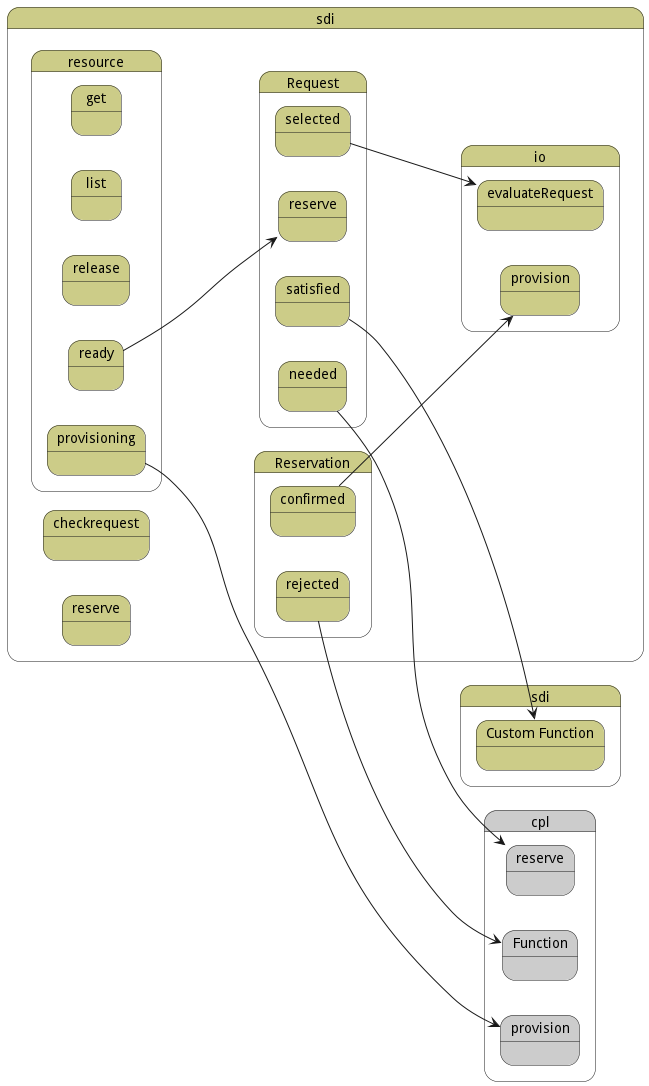 sdi
resource
get
list
release
ready
provisioning
checkrequest
reserve
Request
selected
reserve
satisfied
needed
Reservation
confirmed
rejected
io
evaluateRequest
provision
sdi
Custom Function
cpl
reserve
Function
provision